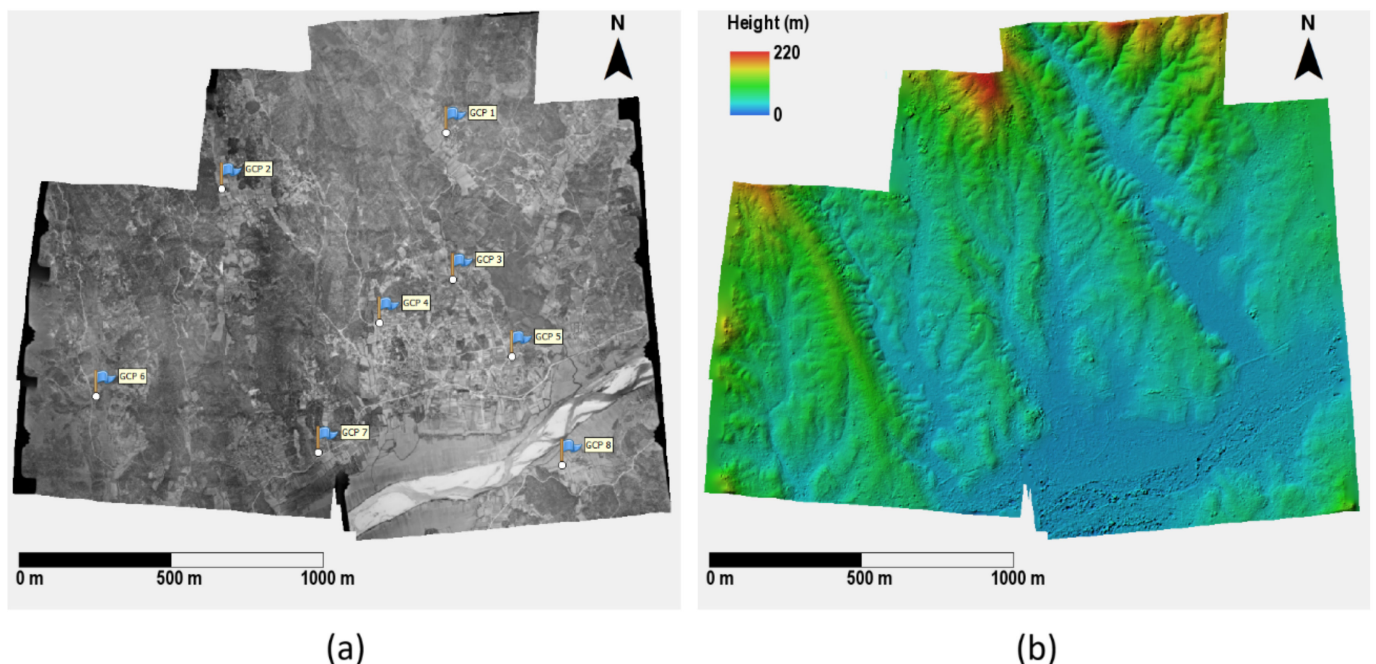 N
GCP 1
GCP 2
GCP 3
GCP 4
GCP 5
GCP 6
GCP 7
GCP 8
0 m 500 m 1000 m
(a)
Height (m)
220
0
N
0 m 500 m 1000 m
(b)